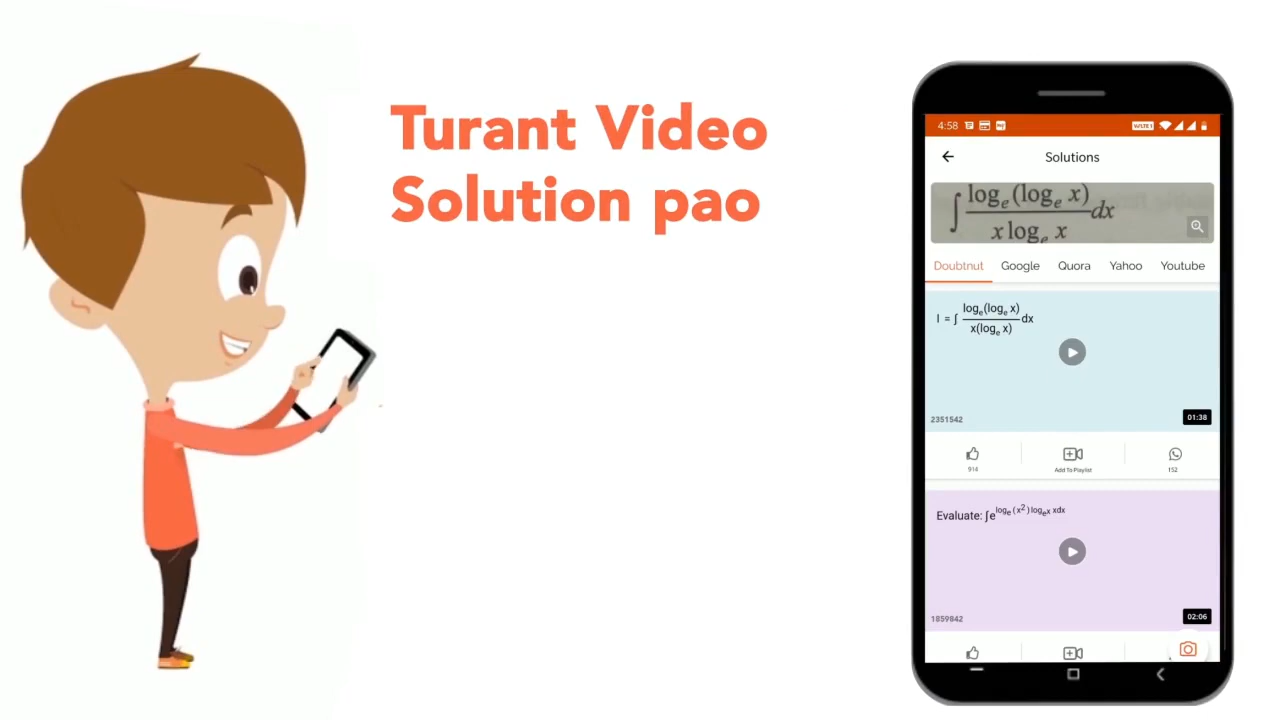 Turant Video
Solution pao
4:58
Solutions
∫ logₑ(logₑ x) / x logₑ x dx
Doubtnut Google Quora Yahoo Youtube
I = ∫ logₑ(logₑ x) / x(logₑ x) dx
2351542 01:38
914 Add To Playlist 152
Evaluate: ∫e^logₑ(x²)logₑx xdx
1859842 02:06